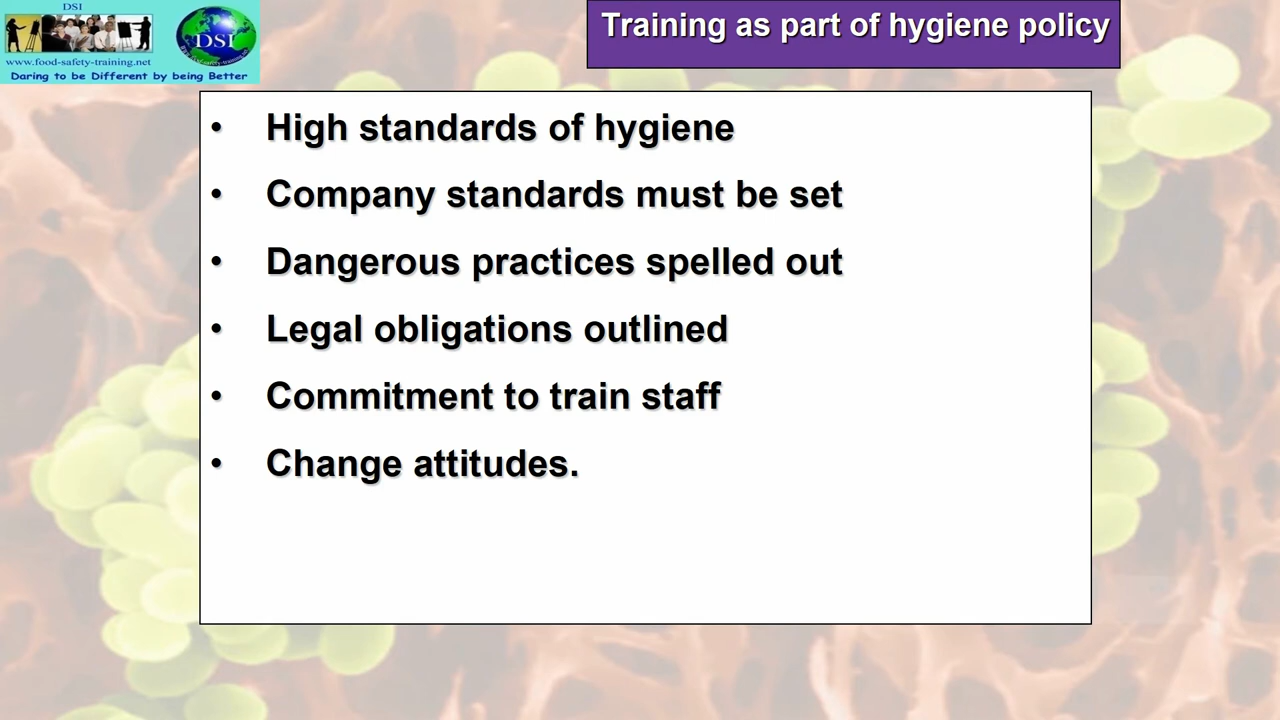 DSI
DSI
www.food-safety-training.net
Daring to be Different by being Better
Training as part of hygiene policy
• High standards of hygiene
• Company standards must be set
• Dangerous practices spelled out
• Legal obligations outlined
• Commitment to train staff
• Change attitudes.